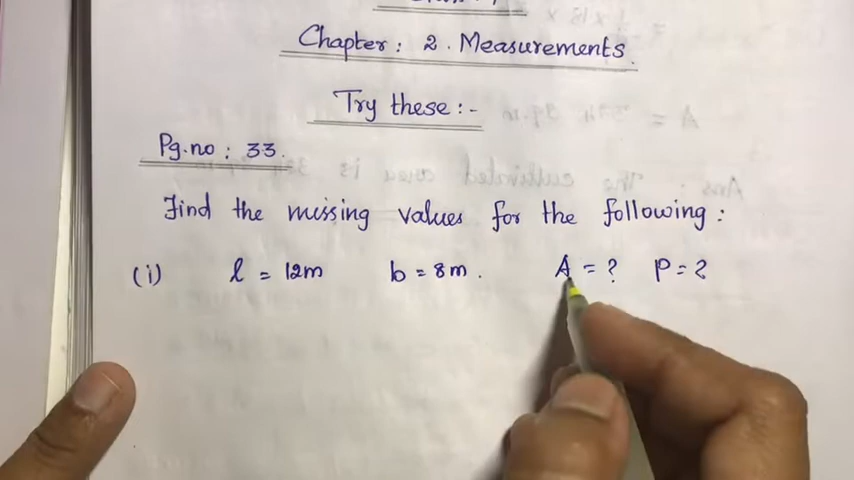 Chapter : 2 . Measurements
Try these :-
Pg.no : 33.
Find the missing values for the following :
(i) l = 12m b = 8m . A = ? P = ?